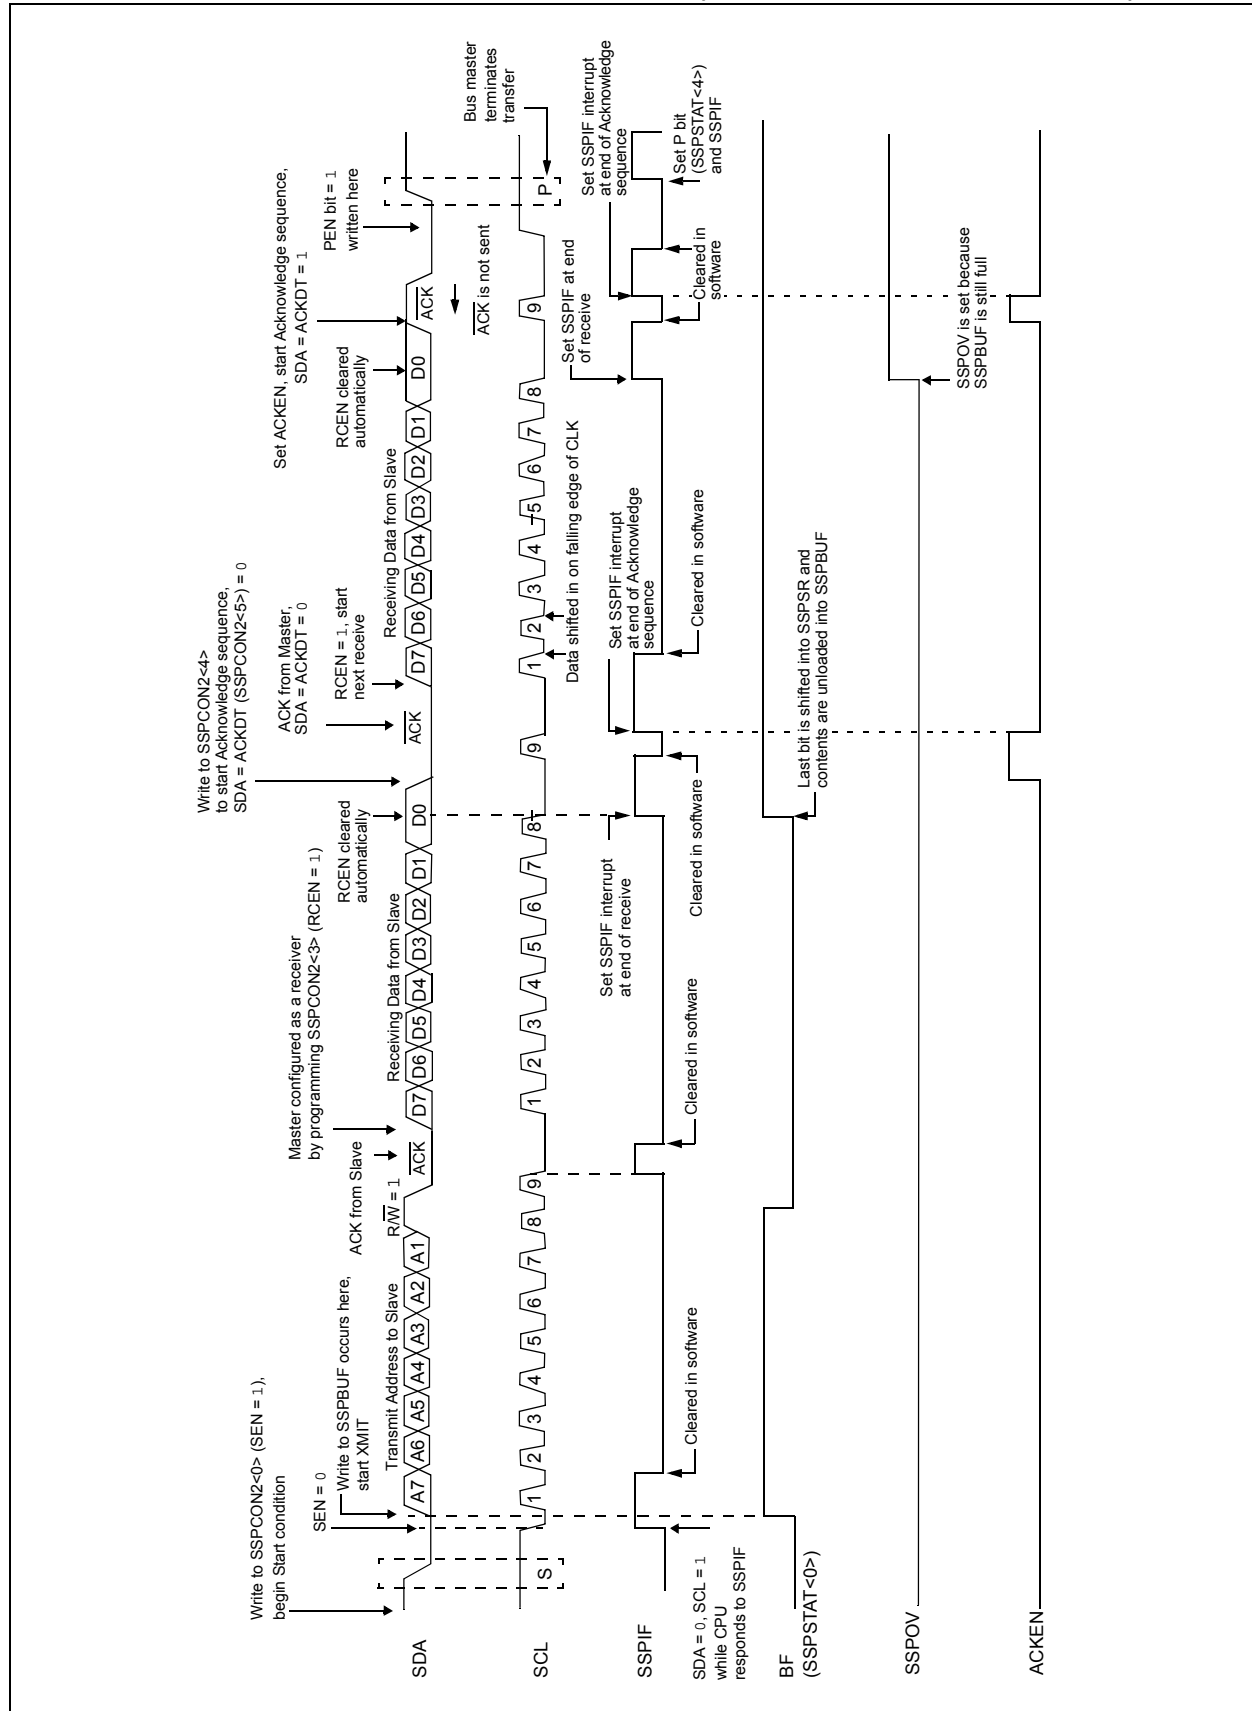 Write to SSPCON2<0> (SEN = 1),
begin Start condition
SEN = 0
Write to SSPBUF occurs here,
start XMIT
Transmit Address to Slave
R/W = 1
ACK from Slave
Master configured as a receiver
by programming SSPCON2<3> (RCEN = 1)
Receiving Data from Slave
RCEN cleared
automatically
Write to SSPCON2<4>
to start Acknowledge sequence,
SDA = ACKDT (SSPCON2<5>) = 0
ACK from Master,
SDA = ACKDT = 0
RCEN = 1, start
next receive
Receiving Data from Slave
RCEN cleared
automatically
Set ACKEN, start Acknowledge sequence,
SDA = ACKDT = 1
PEN bit = 1
written here
SDA
A7 A6 A5 A4 A3 A2 A1 ACK D7 D6 D5 D4 D3 D2 D1 D0 ACK D7 D6 D5 D4 D3 D2 D1 D0 ACK
ACK is not sent
Bus master
terminates
transfer
SCL
S 1 2 3 4 5 6 7 8 9 1 2 3 4 5 6 7 8 9 1 2 3 4 5 6 7 8 9 P
Data shifted in on falling edge of CLK
Set SSPIF interrupt
at end of receive
Set SSPIF interrupt
at end of Acknowledge
sequence
Set SSPIF at end
of receive
Set SSPIF interrupt
at end of Acknowledge
sequence
SSPIF
SDA = 0, SCL = 1
while CPU
responds to SSPIF
Cleared in software
Cleared in software
Cleared in software
Cleared in software
Cleared in
software
Set P bit
(SSPSTAT<4>)
and SSPIF
BF
(SSPSTAT<0>)
Last bit is shifted into SSPSR and
contents are unloaded into SSPBUF
SSPOV
SSPOV is set because
SSPBUF is still full
ACKEN